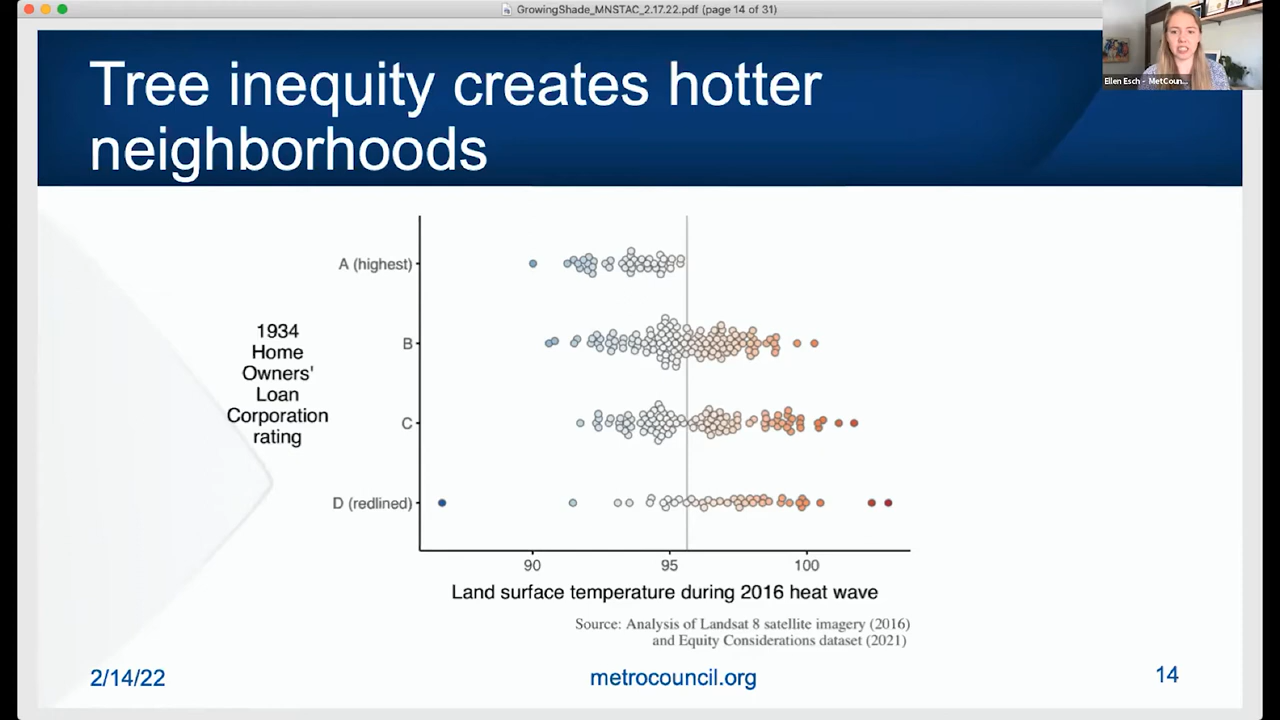 GrowingShade_MNSTAC_2.17.22.pdf (page 14 of 31)
Ellen Esch - MetCoun...
Tree inequity creates hotter
neighborhoods
A (highest)
B
C
D (redlined)
1934
Home
Owners'
Loan
Corporation
rating
90
95
100
Land surface temperature during 2016 heat wave
Source: Analysis of Landsat 8 satellite imagery (2016)
and Equity Considerations dataset (2021)
2/14/22
metrocouncil.org
14